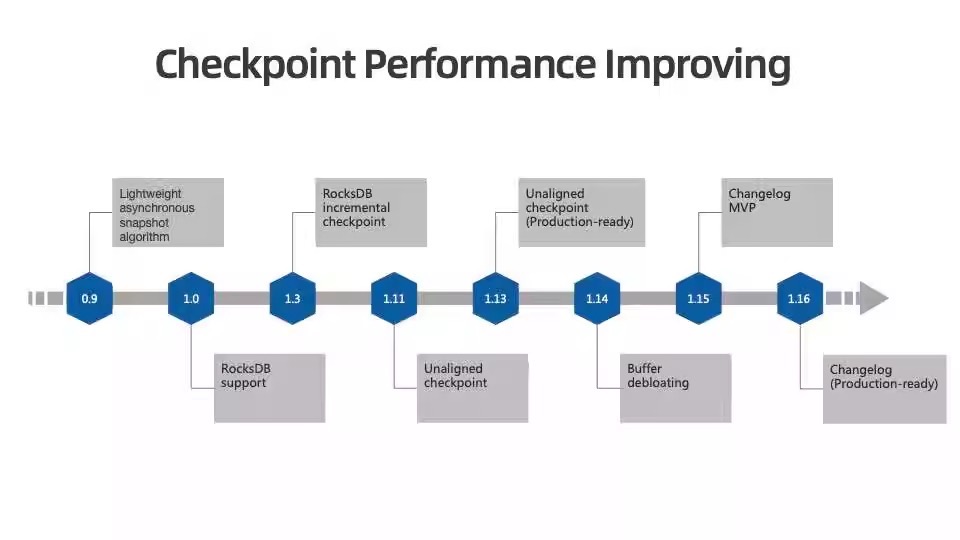 Checkpoint Performance Improving
Lightweight
asynchronous
snapshot
algorithm
RocksDB
incremental
checkpoint
Unaligned
checkpoint
(Production-ready)
Changelog
MVP
0.9
1.0
1.3
1.11
1.13
1.14
1.15
1.16
RocksDB
support
Unaligned
checkpoint
Buffer
debloating
Changelog
(Production-ready)